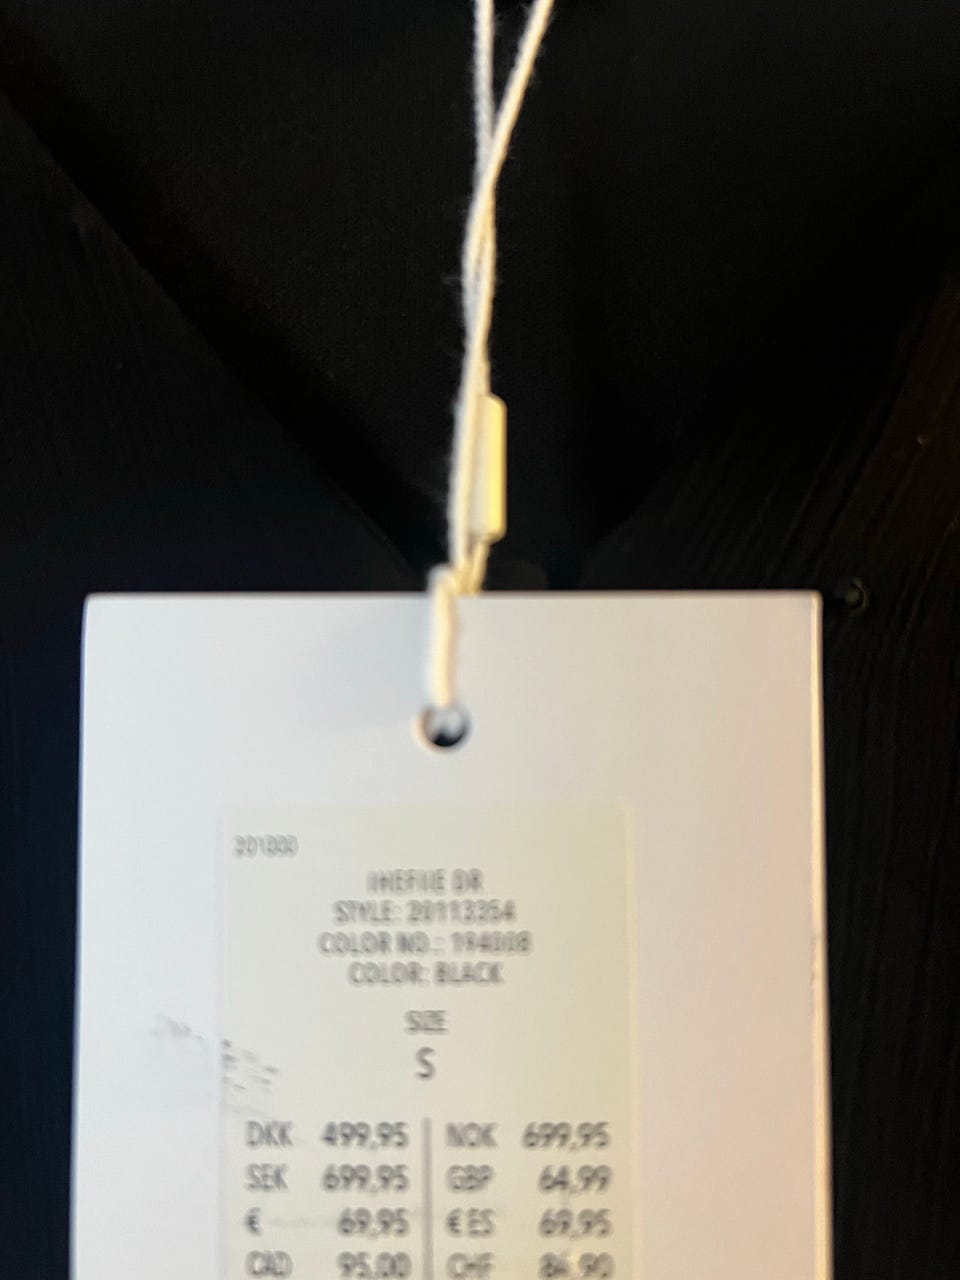 201000
IHEFIIE DR
STYLE: 20113354
COLOR NO.: 194008
COLOR: BLACK
SIZE
S
DKK 499,95 NOK 699,95
SEK 699,95 GBP 64,99
€ 69,95 € ES 69,95
CAD 95,00 CHF 84,90